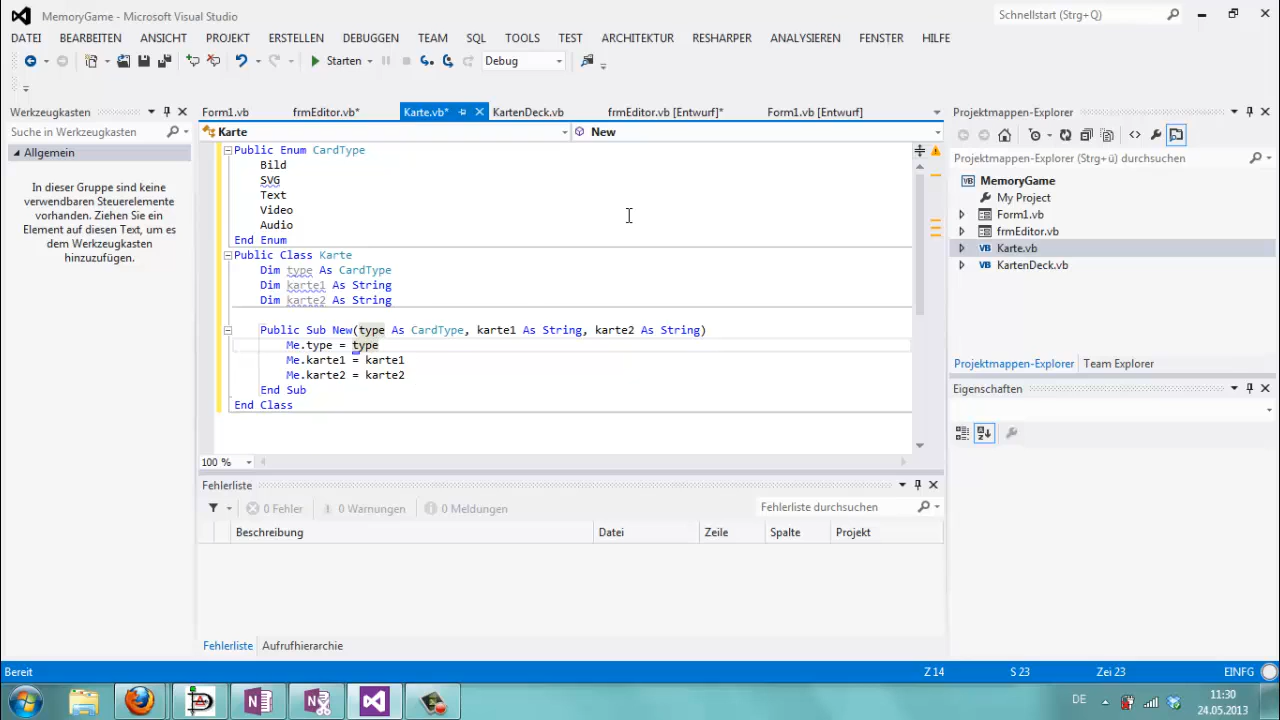 MemoryGame - Microsoft Visual Studio
Schnellstart (Strg+Q)
DATEI BEARBEITEN ANSICHT PROJEKT ERSTELLEN DEBUGGEN TEAM SQL TOOLS TEST ARCHITEKTUR RESHARPER ANALYSIEREN FENSTER HILFE
Starten Debug
Werkzeugkasten
Suche in Werkzeugkasten
Allgemein
In dieser Gruppe sind keine
verwendbaren Steuerelemente
vorhanden. Ziehen Sie ein
Element auf diesen Text, um es
dem Werkzeugkasten
hinzuzufügen.
Form1.vb frmEditor.vb* Karte.vb* KartenDeck.vb frmEditor.vb [Entwurf]* Form1.vb [Entwurf]
Karte New
Public Enum CardType
Bild
SVG
Text
Video
Audio
End Enum
Public Class Karte
Dim type As CardType
Dim karte1 As String
Dim karte2 As String
Public Sub New(type As CardType, karte1 As String, karte2 As String)
Me.type = type
Me.karte1 = karte1
Me.karte2 = karte2
End Sub
End Class
100 %
Fehlerliste
0 Fehler 0 Warnungen 0 Meldungen Fehlerliste durchsuchen
Beschreibung Datei Zeile Spalte Projekt
Fehlerliste Aufrufhierarchie
Projektmappen-Explorer
Projektmappen-Explorer (Strg+ü) durchsuchen
MemoryGame
My Project
Form1.vb
frmEditor.vb
Karte.vb
KartenDeck.vb
Projektmappen-Explorer Team Explorer
Eigenschaften
Bereit Z 14 S 23 Zei 23 EINFG
DE 11:30
24.05.2013